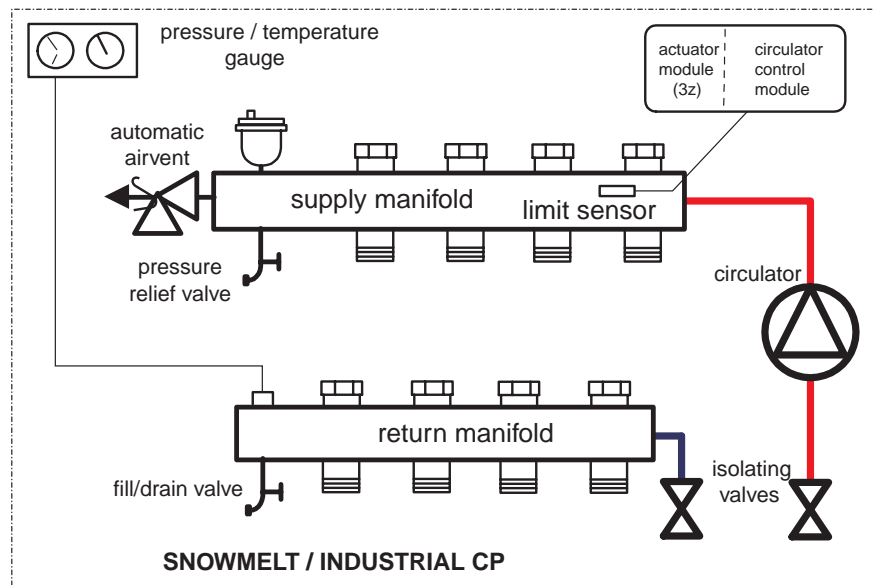 pressure / temperature
gauge
actuator
module
(3z)
circulator
control
module
automatic
airvent
supply manifold
limit sensor
pressure
relief valve
circulator
return manifold
fill/drain valve
isolating
valves
SNOWMELT / INDUSTRIAL CP